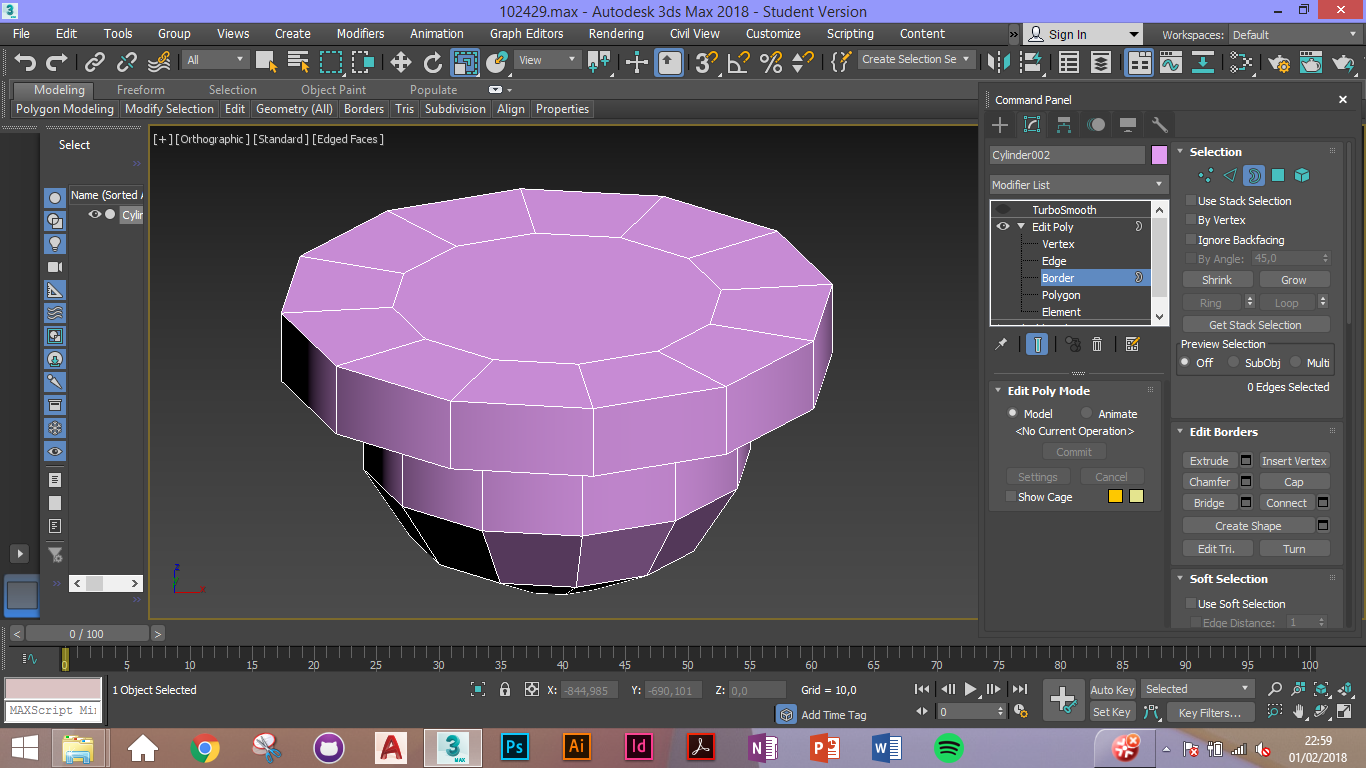 102429.max - Autodesk 3ds Max 2018 - Student Version
File Edit Tools Group Views Create Modifiers Animation Graph Editors Rendering Civil View Customize Scripting Content » Sign In Workspaces: Default
All View Create Selection Se
Modeling Freeform Selection Object Paint Populate
Polygon Modeling Modify Selection Edit Geometry (All) Borders Tris Subdivision Align Properties
Command Panel
[+] [Orthographic] [Standard] [Edged Faces]
Select
Name (Sorted A
Cylin
z
x
Cylinder002
Modifier List
TurboSmooth
Edit Poly
Vertex
Edge
Border
Polygon
Element
Edit Poly Mode
Model Animate
<No Current Operation>
Commit
Settings Cancel
Show Cage
Selection
Use Stack Selection
By Vertex
Ignore Backfacing
By Angle: 45,0
Shrink Grow
Ring Loop
Get Stack Selection
Preview Selection
Off SubObj Multi
0 Edges Selected
Edit Borders
Extrude Insert Vertex
Chamfer Cap
Bridge Connect
Create Shape
Edit Tri. Turn
Soft Selection
Use Soft Selection
Edge Distance: 1
< 0 / 100 >
0 5 10 15 20 25 30 35 40 45 50 55 60 65 70 75 80 85 90 95 100
1 Object Selected X: -844,985 Y: -690,101 Z: 0,0 Grid = 10,0 Auto Key Selected
MAXScript Mi
Add Time Tag 0 Set Key Key Filters...
3 MAX Ps Ai Id N P W
22:59
01/02/2018